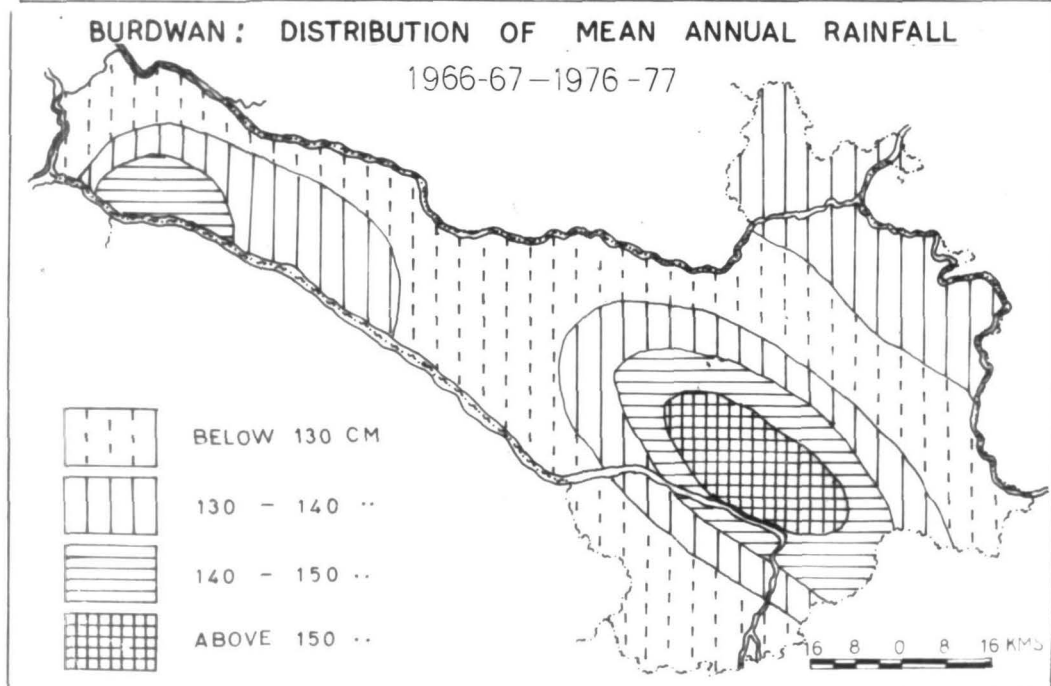 BURDWAN: DISTRIBUTION OF MEAN ANNUAL RAINFALL
1966-67—1976-77
BELOW 130 CM
130 - 140 ..
140 - 150 ..
ABOVE 150 ..
16 8 0 8 16 KMS